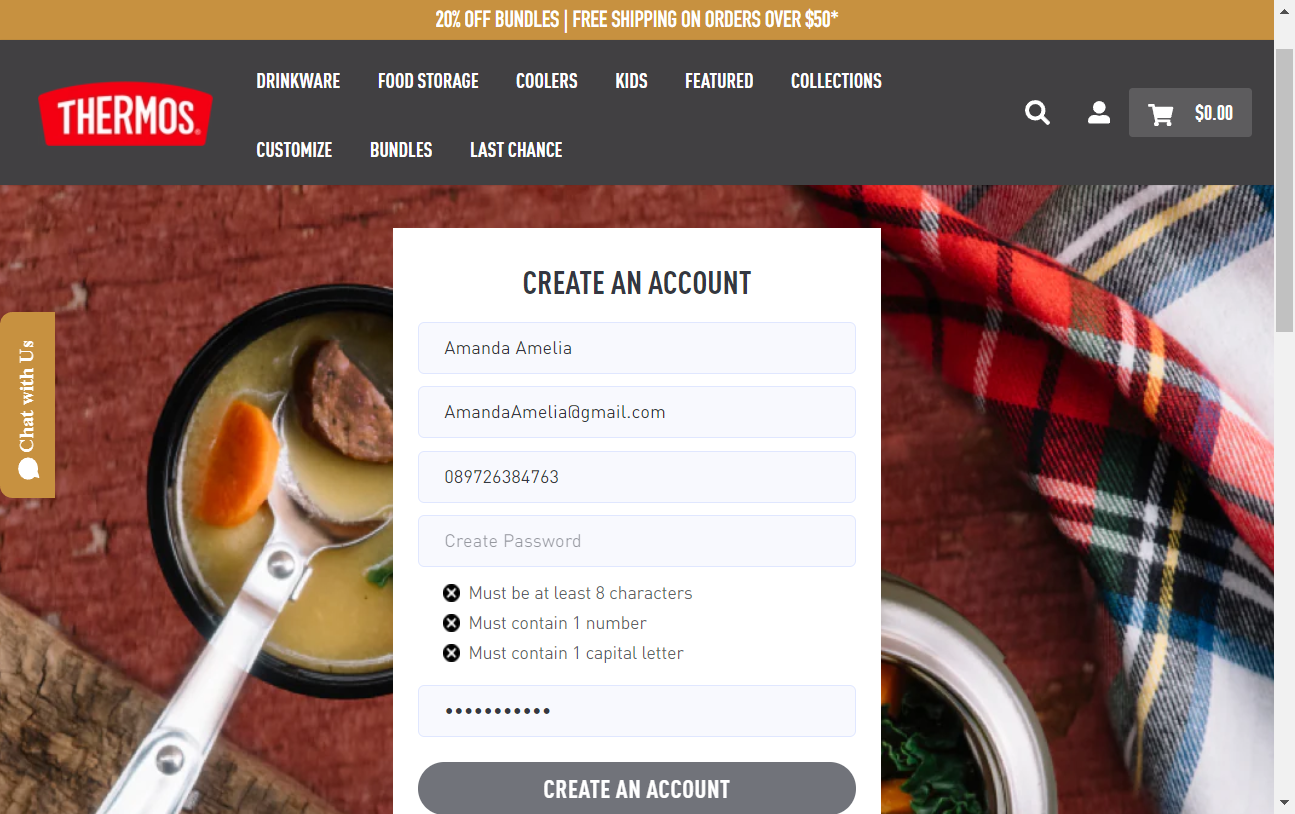 20% OFF BUNDLES | FREE SHIPPING ON ORDERS OVER $50*
DRINKWARE FOOD STORAGE COOLERS KIDS FEATURED COLLECTIONS
THERMOS.
$0.00
CUSTOMIZE BUNDLES LAST CHANCE
CREATE AN ACCOUNT
Amanda Amelia
Chat with Us
AmandaAmelia@gmail.com
089726384763
Create Password
Must be at least 8 characters
Must contain 1 number
Must contain 1 capital letter
•••••••••••
CREATE AN ACCOUNT